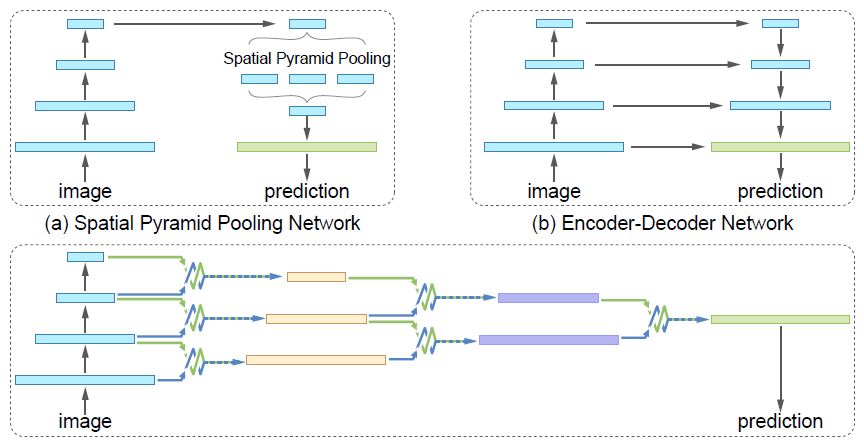 Spatial Pyramid Pooling
image
prediction
(a) Spatial Pyramid Pooling Network
image
prediction
(b) Encoder-Decoder Network
image
prediction